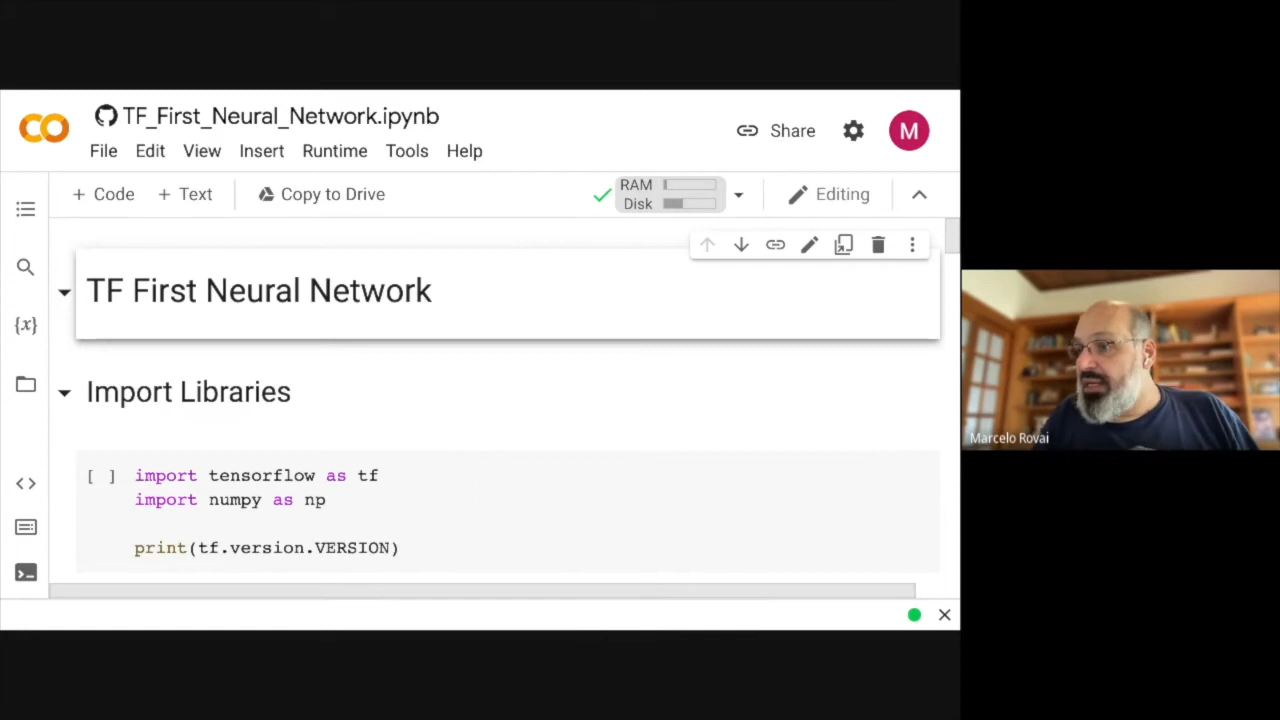 TF_First_Neural_Network.ipynb
Share
M
File Edit View Insert Runtime Tools Help
+ Code + Text Copy to Drive
RAM
Disk
Editing
TF First Neural Network
{x}
Import Libraries
[ ] import tensorflow as tf
import numpy as np
print(tf.version.VERSION)
Marcelo Rovai